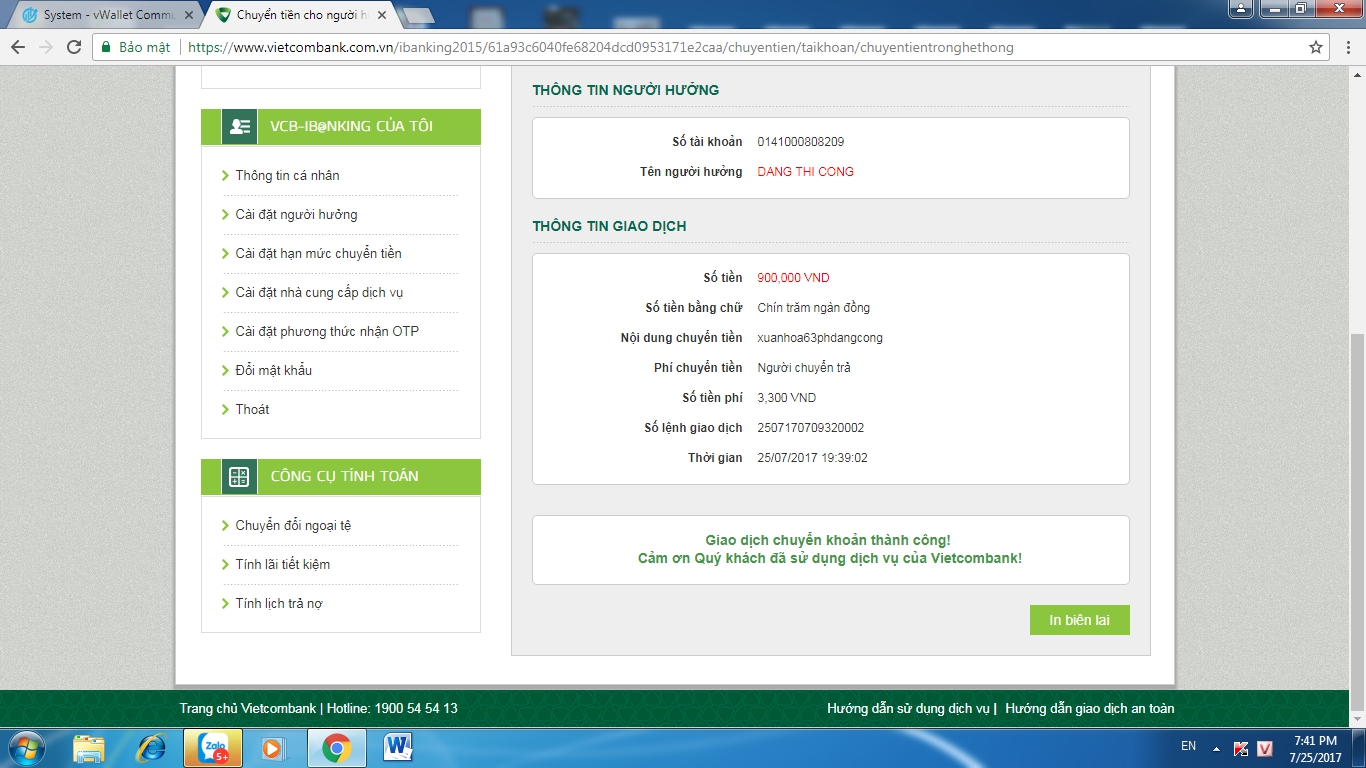 System - vWallet Commu
Chuyển tiền cho người h
Bảo mật
https://www.vietcombank.com.vn/ibanking2015/61a93c6040fe68204dcd0953171e2caa/chuyentien/taikhoan/chuyentientronghethong
VCB-IB@NKING CỦA TÔI
Thông tin cá nhân
Cài đặt người hưởng
Cài đặt hạn mức chuyển tiền
Cài đặt nhà cung cấp dịch vụ
Cài đặt phương thức nhận OTP
Đổi mật khẩu
Thoát
CÔNG CỤ TÍNH TOÁN
Chuyển đổi ngoại tệ
Tính lãi tiết kiệm
Tính lịch trả nợ
THÔNG TIN NGƯỜI HƯỞNG
Số tài khoản 0141000808209
Tên người hưởng DANG THI CONG
THÔNG TIN GIAO DỊCH
Số tiền 900,000 VND
Số tiền bằng chữ Chín trăm ngàn đồng
Nội dung chuyển tiền xuanhoa63phdangcong
Phí chuyển tiền Người chuyển trả
Số tiền phí 3,300 VND
Số lệnh giao dịch 2507170709320002
Thời gian 25/07/2017 19:39:02
Giao dịch chuyển khoản thành công!
Cảm ơn Quý khách đã sử dụng dịch vụ của Vietcombank!
In biên lai
Trang chủ Vietcombank | Hotline: 1900 54 54 13
Hướng dẫn sử dụng dịch vụ | Hướng dẫn giao dịch an toàn
Zalo
5+
EN
7:41 PM
7/25/2017